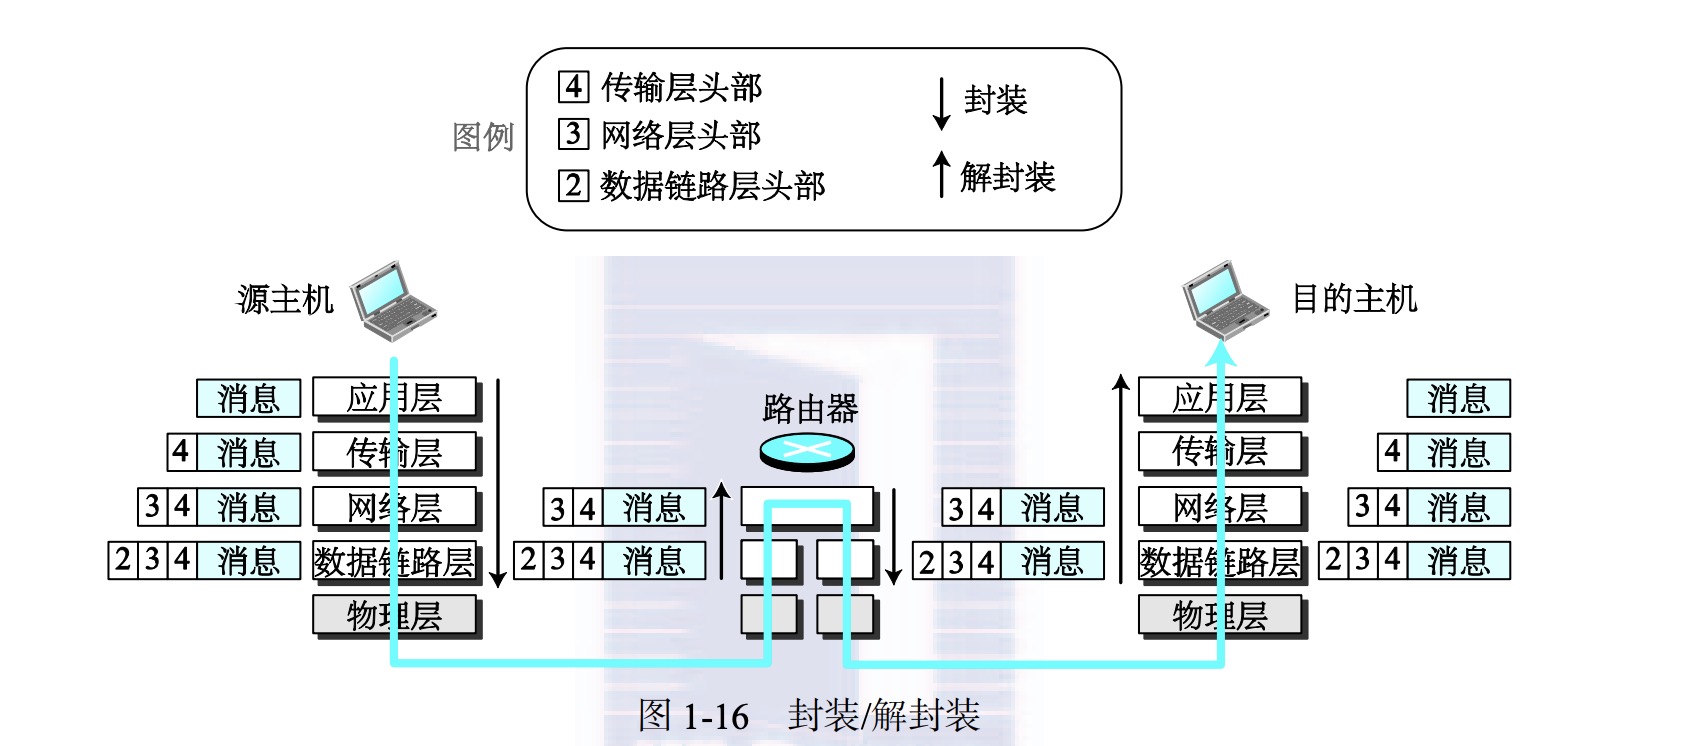 图例
4 传输层头部
3 网络层头部
2 数据链路层头部
封装
解封装
源主机
目的主机
路由器
消息 应用层
4 消息 传输层
3 4 消息 网络层
2 3 4 消息 数据链路层
物理层
3 4 消息
2 3 4 消息
3 4 消息
2 3 4 消息
应用层 消息
传输层 4 消息
网络层 3 4 消息
数据链路层 2 3 4 消息
物理层
图 1-16 封装/解封装